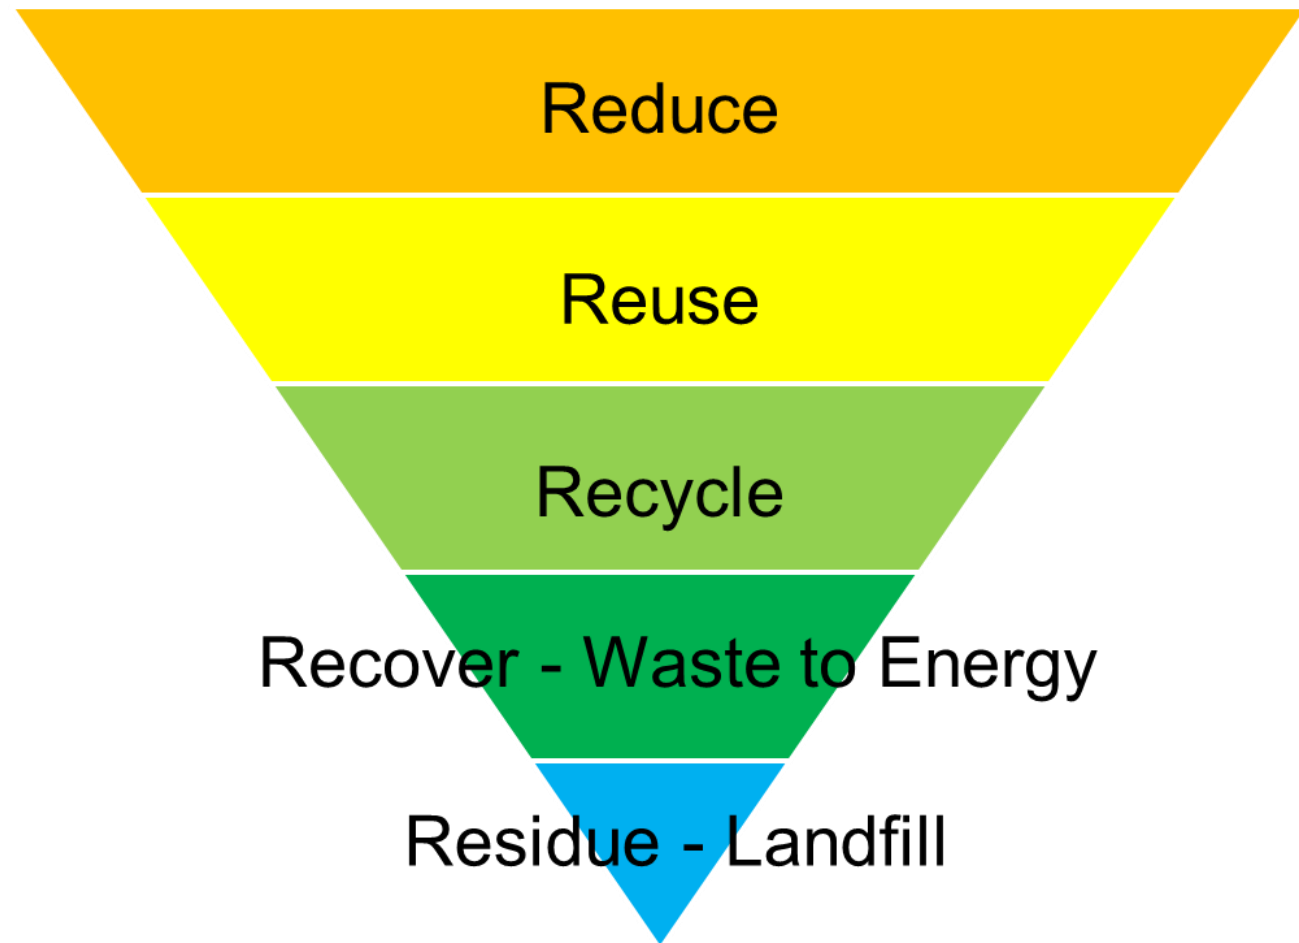 Reduce
Reuse
Recycle
Recover - Waste to Energy
Residue - Landfill